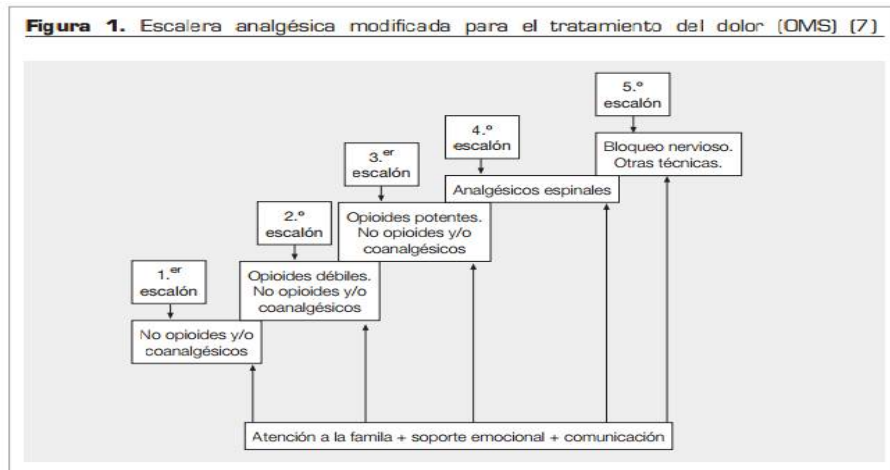 Figura 1. Escalera analgésica modificada para el tratamiento del dolor (OMS) (7)
5.º
escalón
Bloqueo nervioso.
Otras técnicas.
4.º
escalón
Analgésicos espinales
3.er
escalón
Opioides potentes.
No opioides y/o
coanalgésicos
2.º
escalón
Opioides débiles.
No opioides y/o
coanalgésicos
1.er
escalón
No opioides y/o
coanalgésicos
Atención a la famila + soporte emocional + comunicación